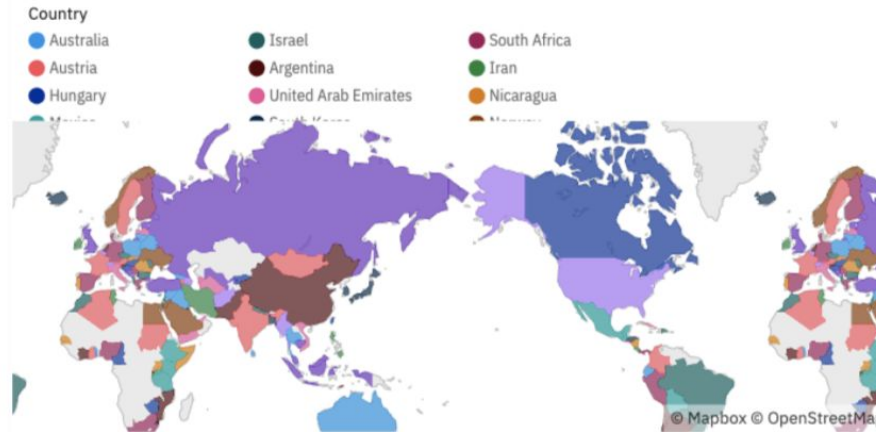 Country
Australia
Israel
South Africa
Austria
Argentina
Iran
Hungary
United Arab Emirates
Nicaragua
© Mapbox © OpenStreetMa